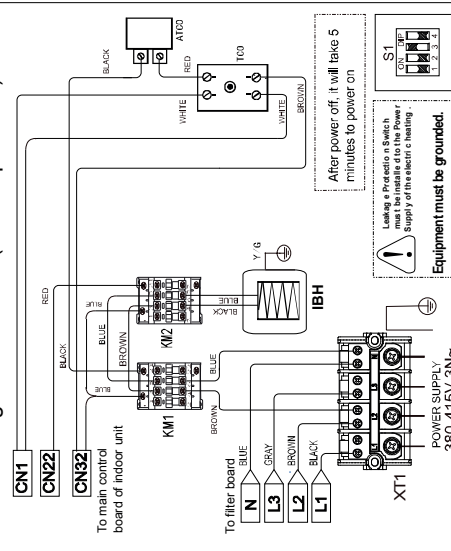 ATCO
BLACK
RED
TCO
WHITE
WHITE
BROWN
After power off, it will take 5
minutes to power on
S1
ON DIP
1 2 3 4
Leakage Protection Switch
must be installed to the Power
Supply of the electric heating .
Equipment must be grounded.
CN1
CN22
CN32
RED
BLACK
BLUE
BLUE
BROWN
BLUE
KM2
KM1
BLUE
BLACK
Y/G
IBH
To main control
board of indoor unit
BLUE
BROWN
To filter board
N
BLUE
L3
GRAY
L2
BROWN
L1
BLACK
L1
L2
L3
N
XT1
POWER SUPPLY
380-415V 3N~